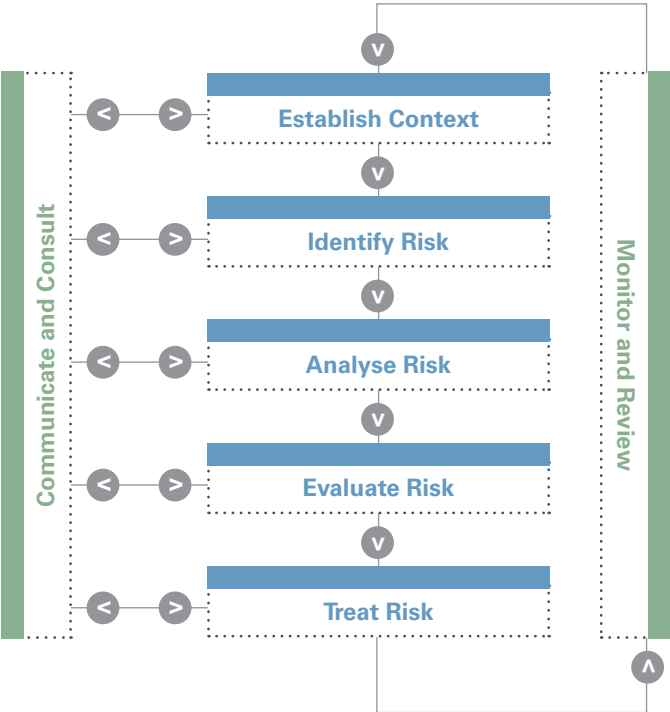 Establish Context
Identify Risk
Analyse Risk
Evaluate Risk
Treat Risk
Communicate and Consult
Monitor and Review